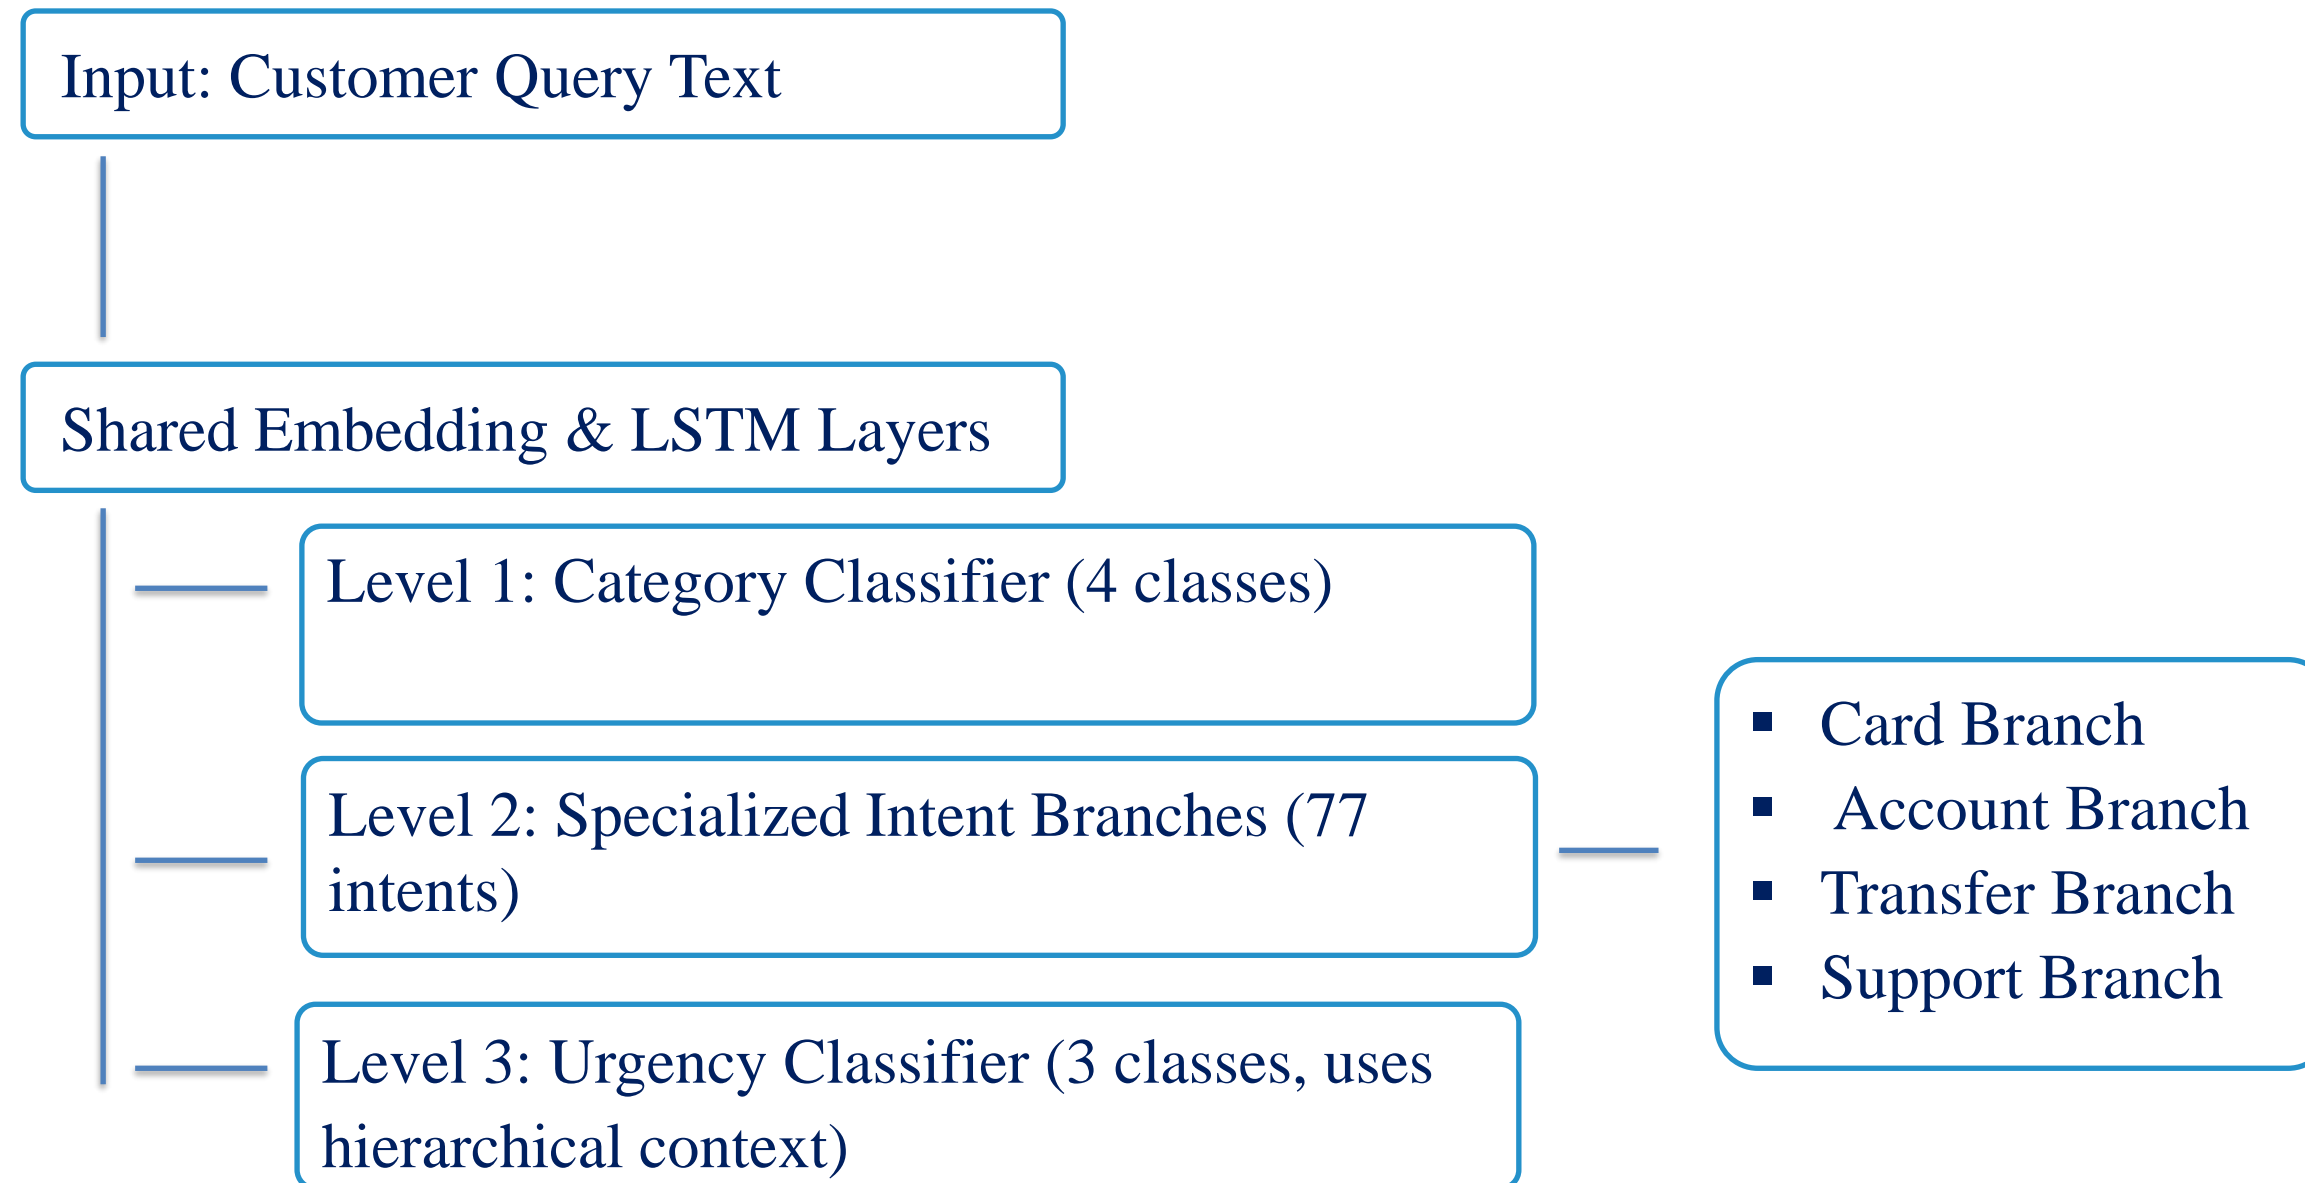 Input: Customer Query Text
Shared Embedding & LSTM Layers
Level 1: Category Classifier (4 classes)
Level 2: Specialized Intent Branches (77
intents)
Level 3: Urgency Classifier (3 classes, uses
hierarchical context)
▪ Card Branch
▪ Account Branch
▪ Transfer Branch
▪ Support Branch